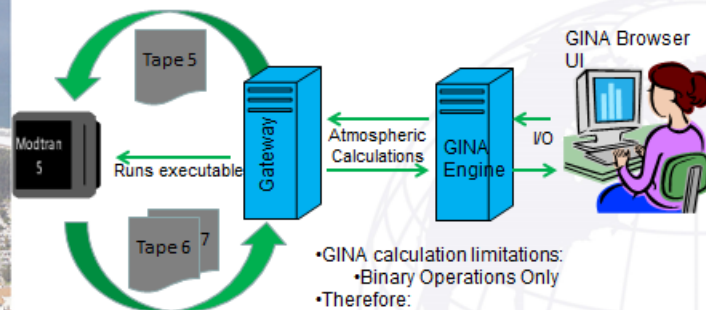 Tape 5
Modtran
5
Runs executable
Tape 6
7
Gateway
Atmospheric
Calculations
GINA
Engine
I/O
GINA Browser
UI
•GINA calculation limitations:
•Binary Operations Only
•Therefore: